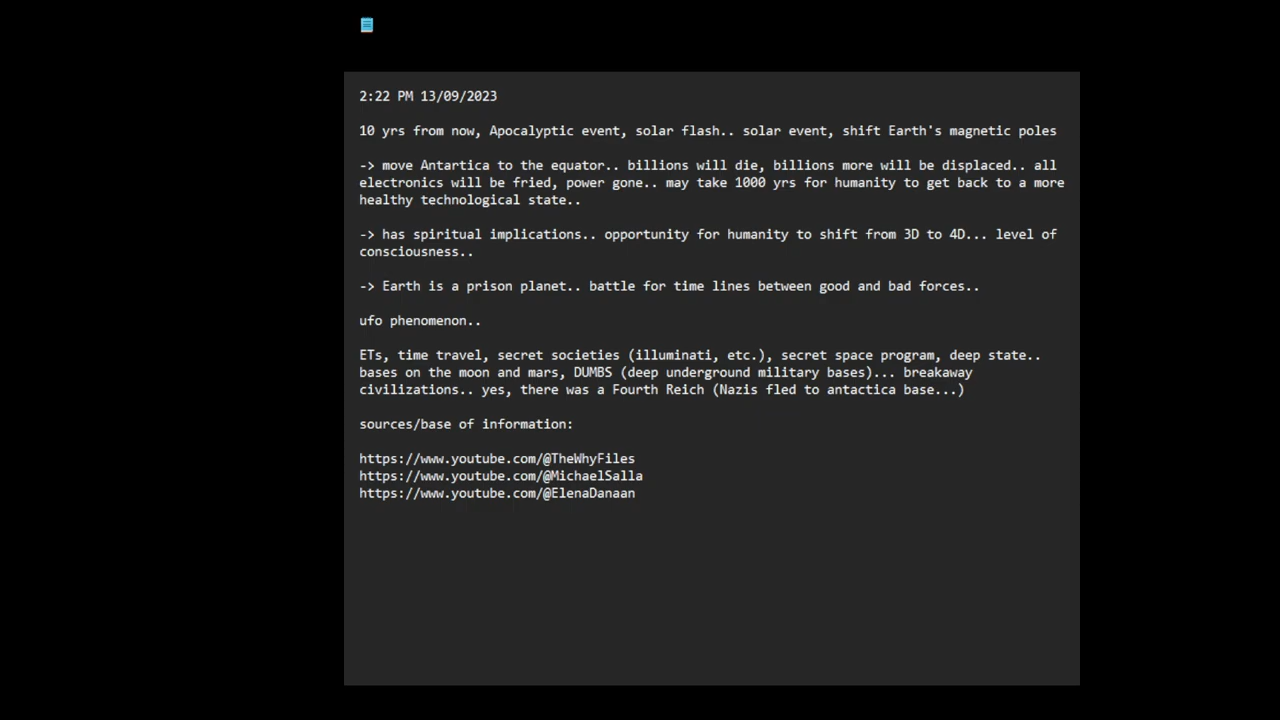 2:22 PM 13/09/2023
10 yrs from now, Apocalyptic event, solar flash.. solar event, shift Earth's magnetic poles
-> move Antartica to the equator.. billions will die, billions more will be displaced.. all
electronics will be fried, power gone.. may take 1000 yrs for humanity to get back to a more
healthy technological state..
-> has spiritual implications.. opportunity for humanity to shift from 3D to 4D... level of
consciousness..
-> Earth is a prison planet.. battle for time lines between good and bad forces..
ufo phenomenon..
ETs, time travel, secret societies (illuminati, etc.), secret space program, deep state..
bases on the moon and mars, DUMBS (deep underground military bases)... breakaway
civilizations.. yes, there was a Fourth Reich (Nazis fled to antactica base...)
sources/base of information:
https://www.youtube.com/@TheWhyFiles
https://www.youtube.com/@MichaelSalla
https://www.youtube.com/@ElenaDanaan